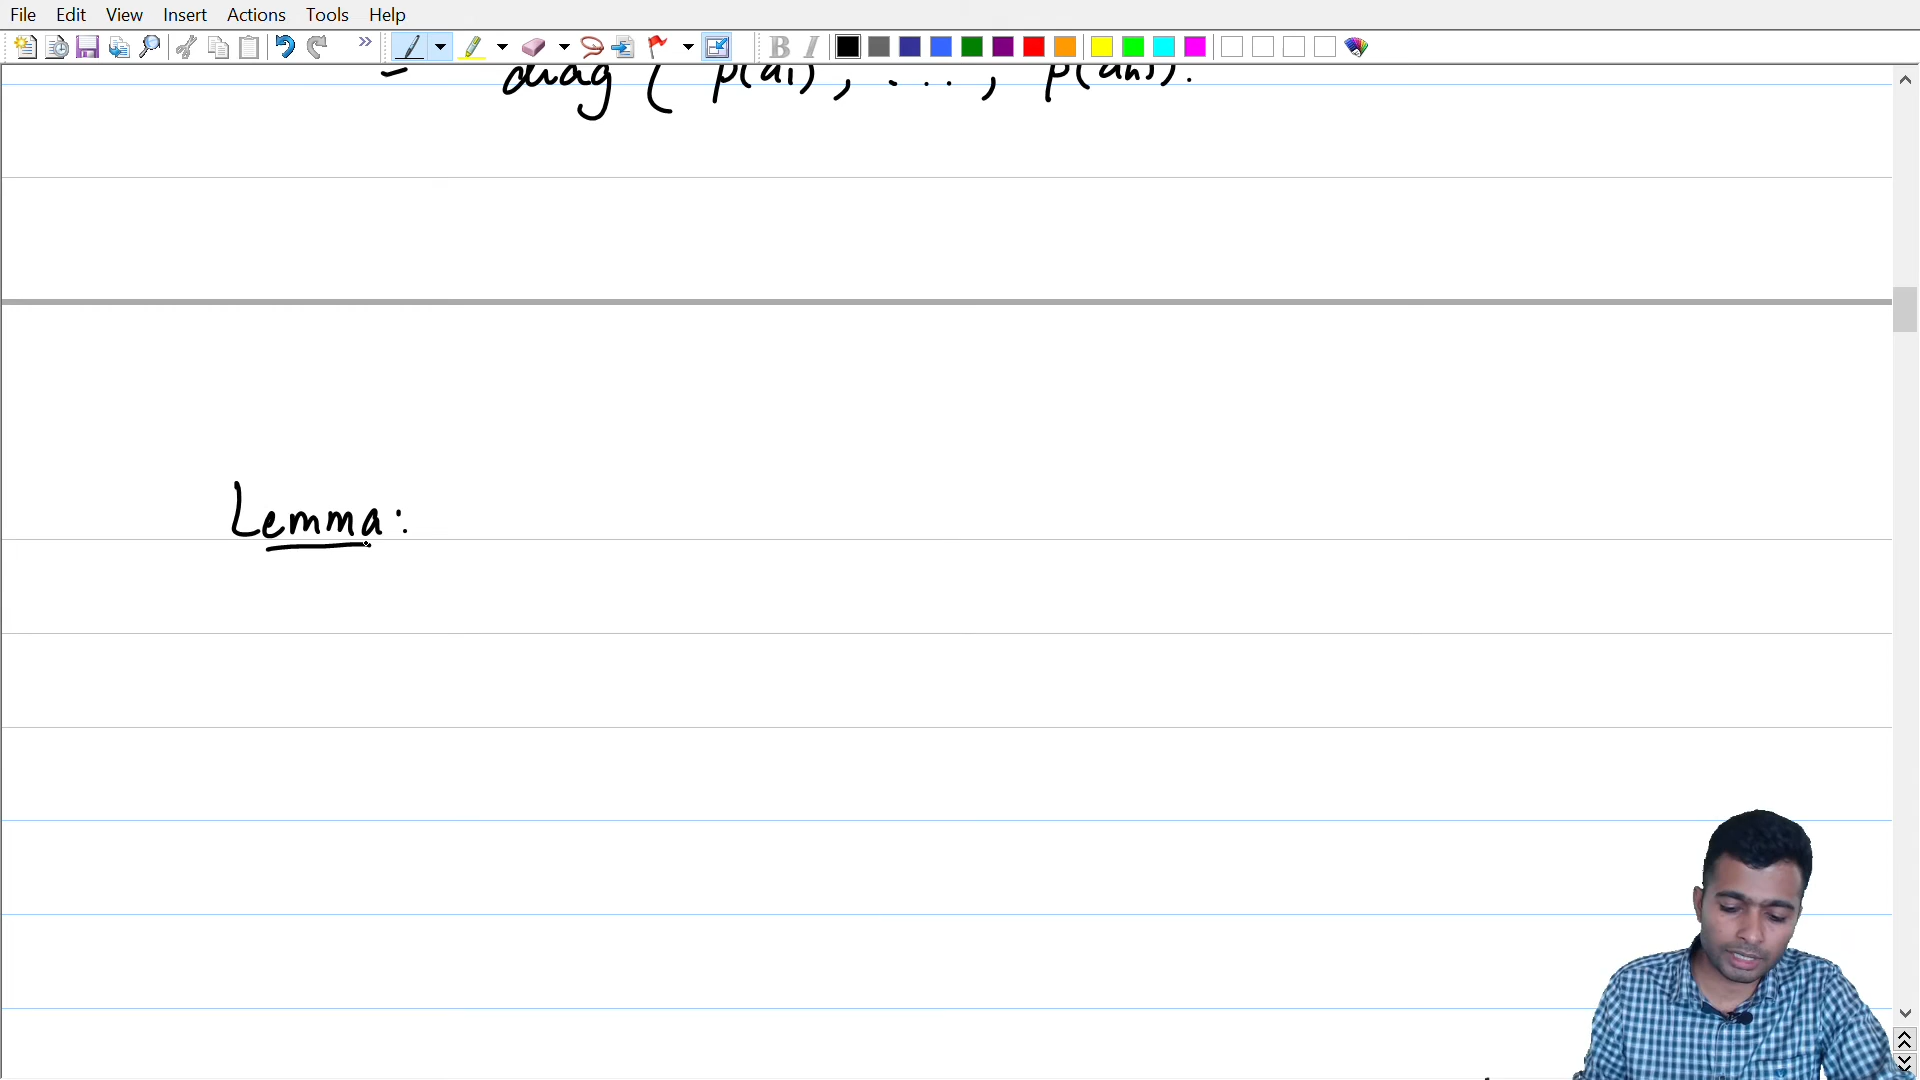 File Edit View Insert Actions Tools Help
» B I
= diag ( p(a₁) , . . . , p(aₙ).
Lemma: